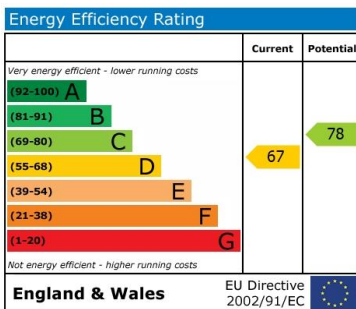 Energy Efficiency Rating
Current Potential
Very energy efficient - lower running costs
(92-100) A
(81-91) B
(69-80) C
78
(55-68) D
67
(39-54) E
(21-38) F
(1-20) G
Not energy efficient - higher running costs
England & Wales
EU Directive
2002/91/EC